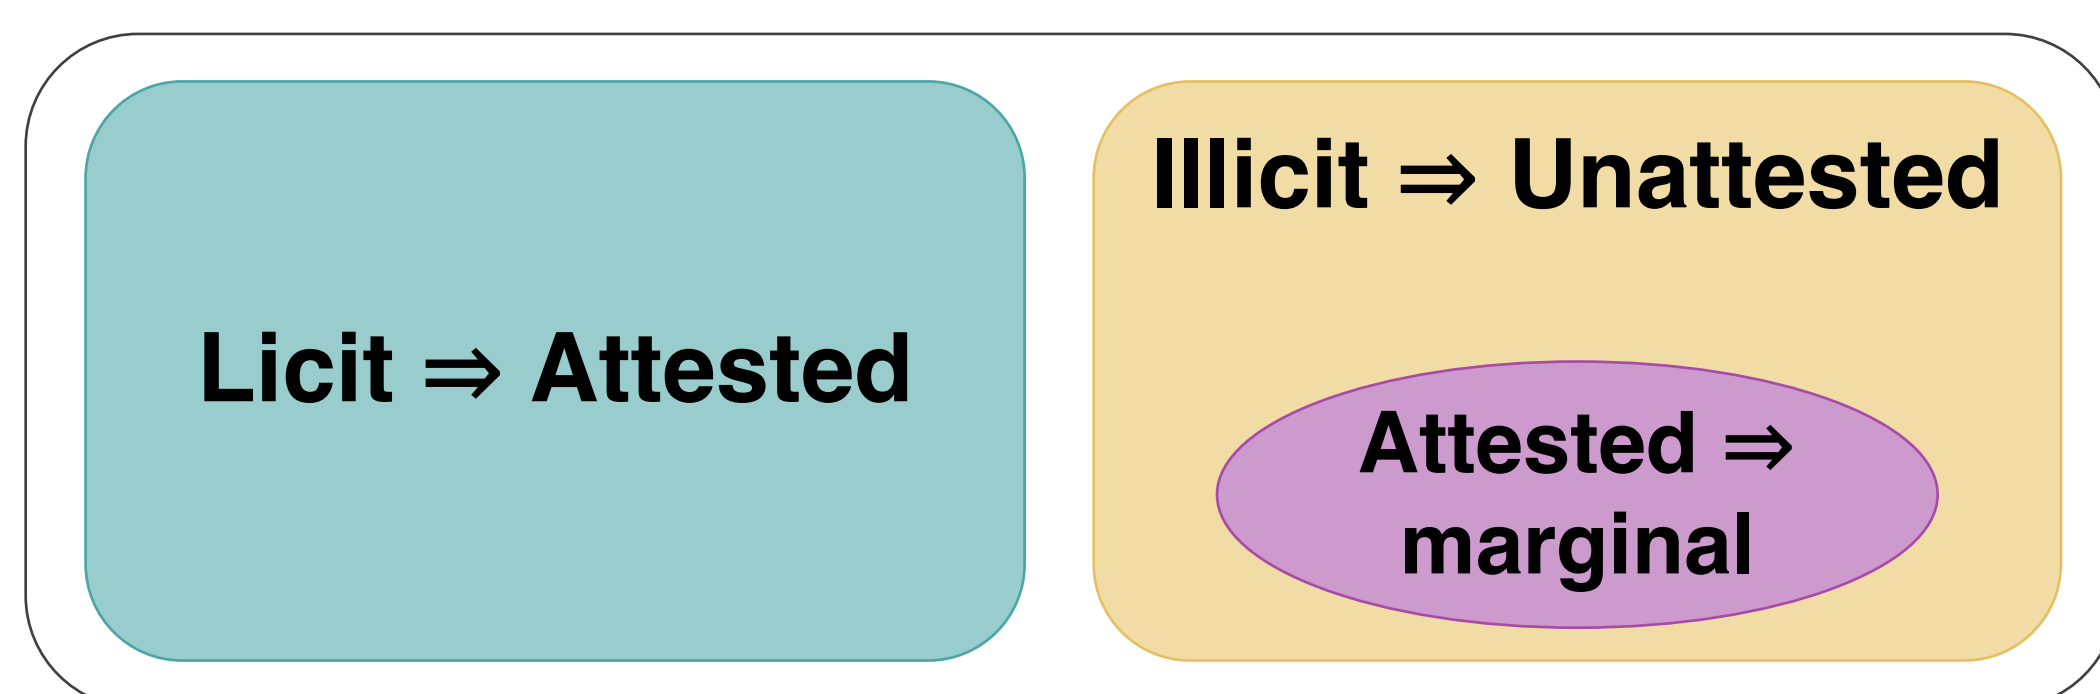 Licit ⇒ Attested
Illicit ⇒ Unattested
Attested ⇒
marginal